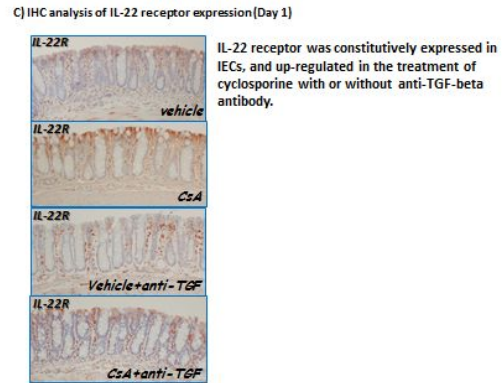 C) IHC analysis of IL-22 receptor expression(Day 1)
IL-22R
vehicle
IL-22R
CsA
IL-22R
Vehicle+anti-TGF
IL-22R
CsA+anti-TGF
IL-22 receptor was constitutively expressed in
IECs, and up-regulated in the treatment of
cyclosporine with or without anti-TGF-beta
antibody.